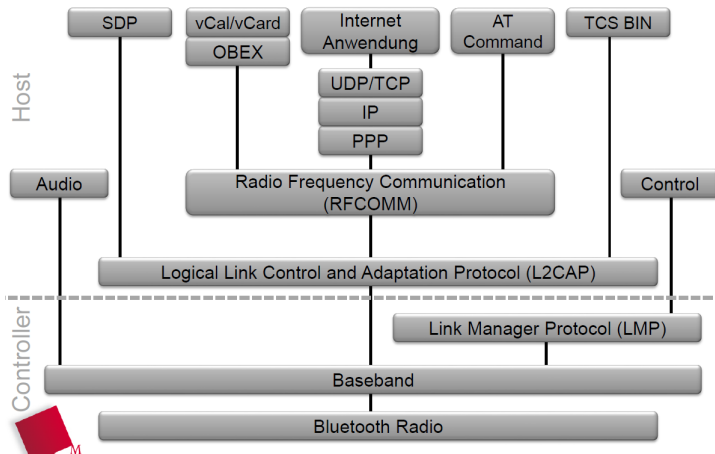 SDP
vCal/vCard
OBEX
Internet
Anwendung
AT
Command
TCS BIN
UDP/TCP
IP
PPP
Host
Audio
Radio Frequency Communication
(RFCOMM)
Control
Logical Link Control and Adaptation Protocol (L2CAP)
Controller
Link Manager Protocol (LMP)
Baseband
Bluetooth Radio
M